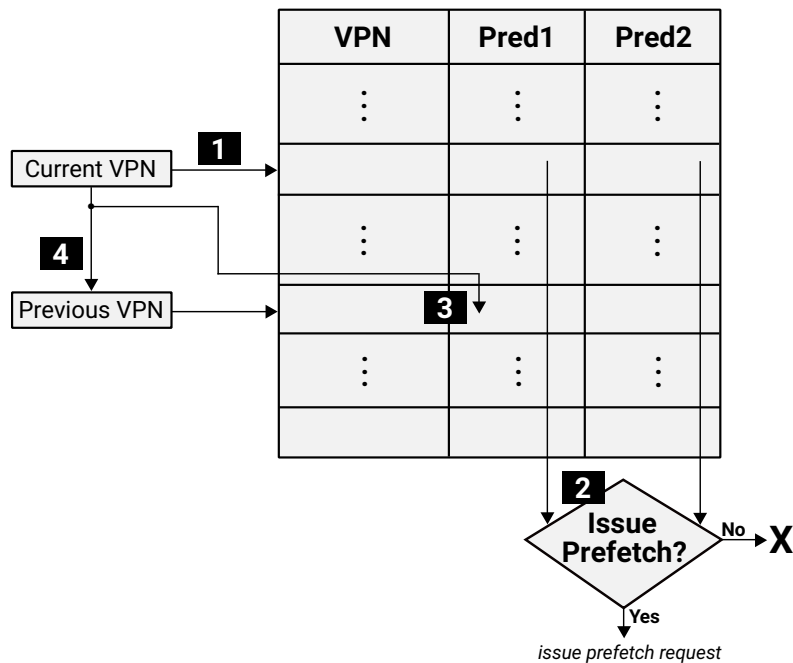 VPN Pred1 Pred2
1
Current VPN
4
Previous VPN
3
2
Issue
Prefetch?
No
X
Yes
issue prefetch request